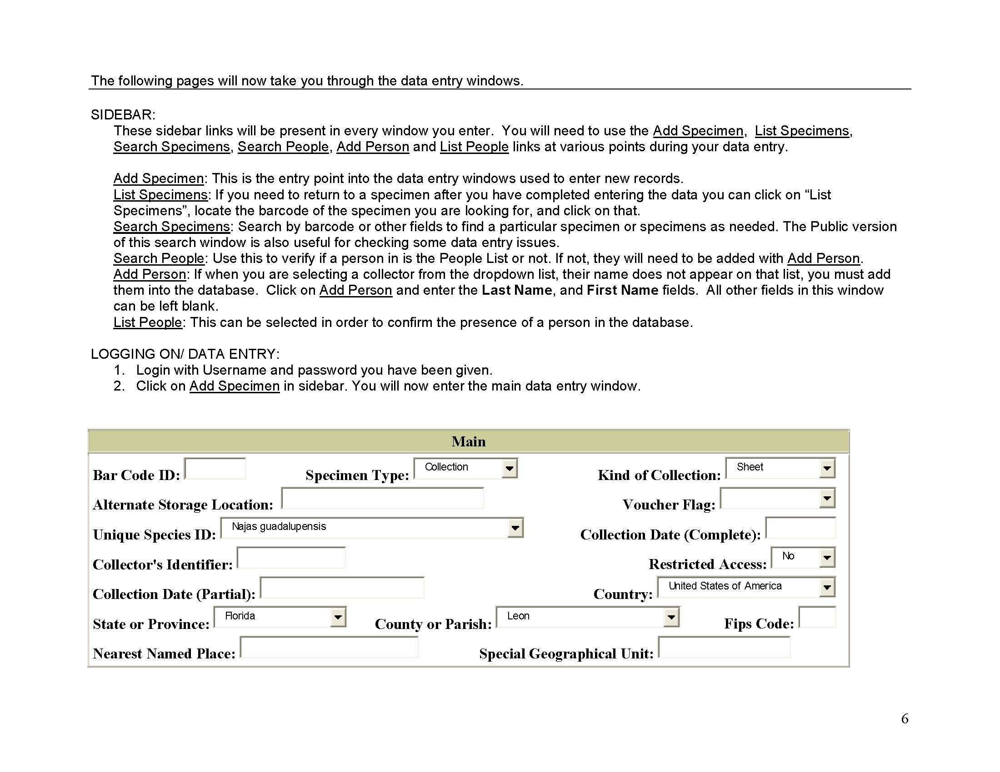 The following pages will now take you through the data entry windows.
SIDEBAR:
These sidebar links will be present in every window you enter.  You will need to use the Add Specimen,  List Specimens,
Search Specimens, Search People, Add Person and List People links at various points during your data entry.
Add Specimen: This is the entry point into the data entry windows used to enter new records.
List Specimens: If you need to return to a specimen after you have completed entering the data you can click on “List
Specimens”, locate the barcode of the specimen you are looking for, and click on that.
Search Specimens: Search by barcode or other fields to find a particular specimen or specimens as needed. The Public version
of this search window is also useful for checking some data entry issues.
Search People: Use this to verify if a person in is the People List or not. If not, they will need to be added with Add Person.
Add Person: If when you are selecting a collector from the dropdown list, their name does not appear on that list, you must add
them into the database.  Click on Add Person and enter the Last Name, and First Name fields.  All other fields in this window
can be left blank.
List People: This can be selected in order to confirm the presence of a person in the database.
LOGGING ON/ DATA ENTRY:
1. Login with Username and password you have been given.
2. Click on Add Specimen in sidebar. You will now enter the main data entry window.
Main
Bar Code ID: Specimen Type: Collection Kind of Collection: Sheet
Alternate Storage Location: Voucher Flag:
Unique Species ID: Najas guadalupensis Collection Date (Complete):
Collector's Identifier: Restricted Access: No
Collection Date (Partial): Country: United States of America
State or Province: Florida County or Parish: Leon Fips Code:
Nearest Named Place: Special Geographical Unit:
6